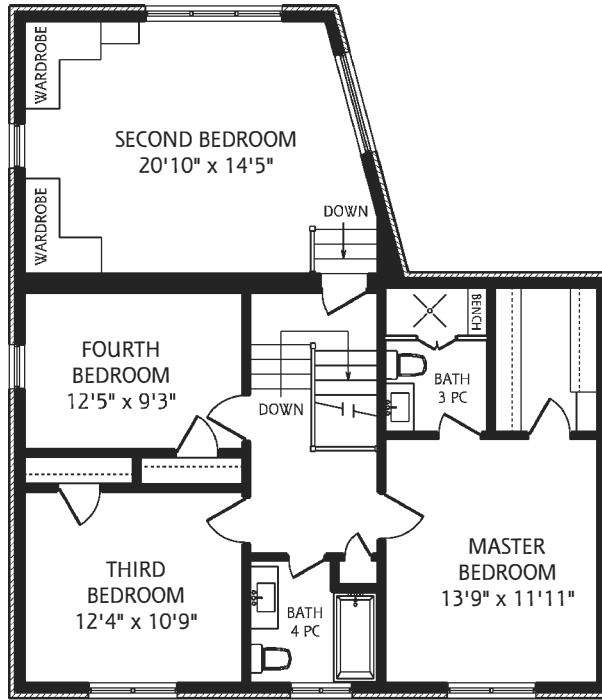 WARDROBE
SECOND BEDROOM
20'10" x 14'5"
WARDROBE
DOWN
BENCH
FOURTH
BEDROOM
12'5" x 9'3"
BATH
3 PC
DOWN
THIRD
BEDROOM
12'4" x 10'9"
MASTER
BEDROOM
13'9" x 11'11"
BATH
4 PC